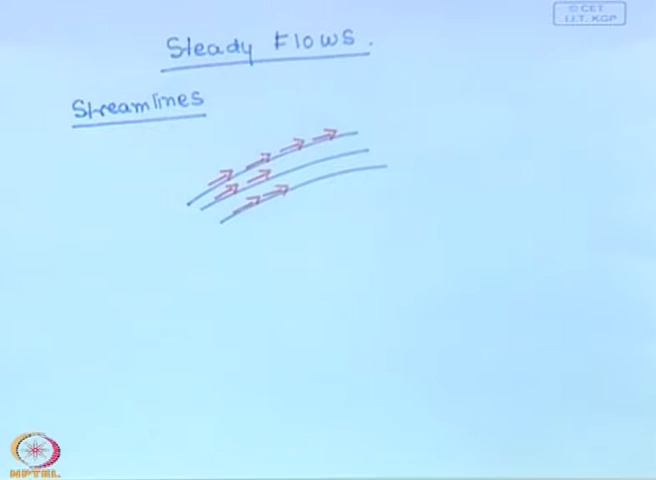 © CET
I.I.T. KGP
Steady Flows.
Streamlines
NPTEL